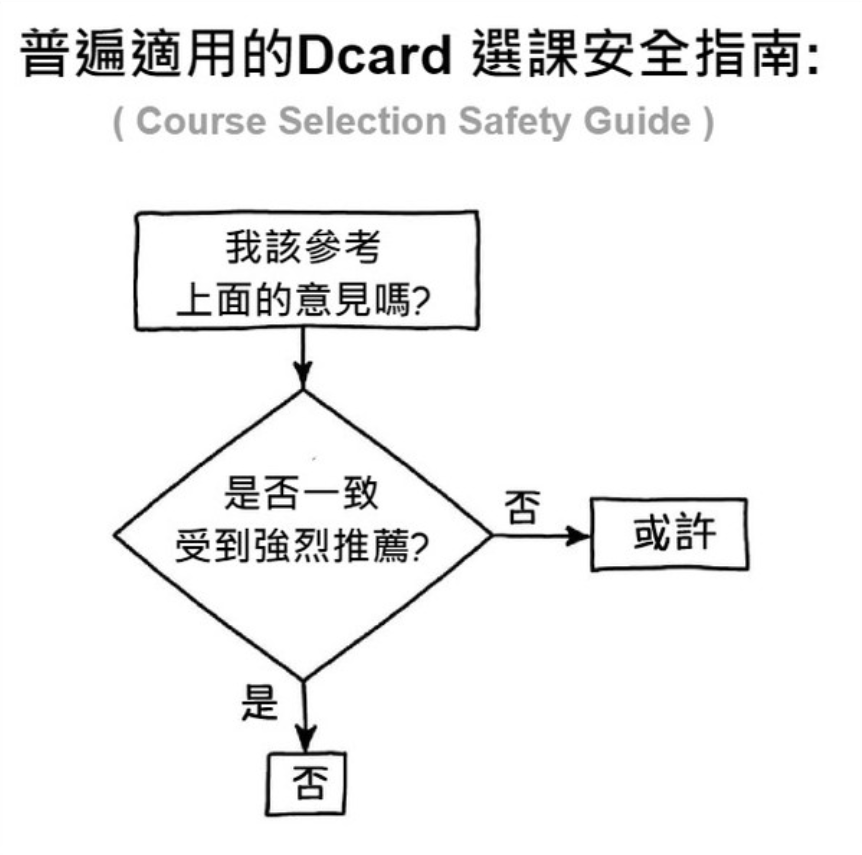 普遍適用的Dcard 選課安全指南:
( Course Selection Safety Guide )
我該參考
上面的意見嗎?
是否一致
受到強烈推薦?
否
或許
是
否